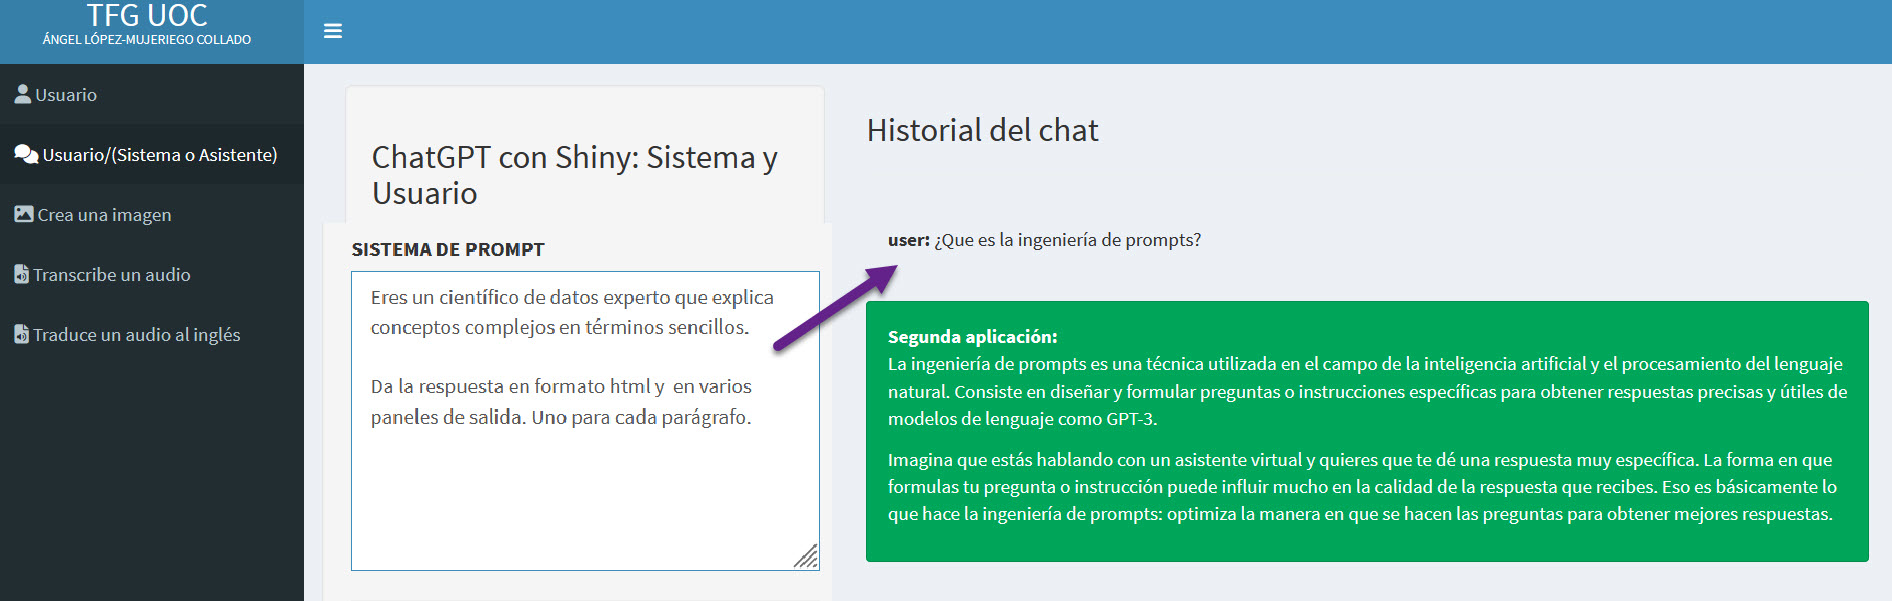 TFG UOC
ÁNGEL LÓPEZ-MUJERIEGO COLLADO
Usuario
Usuario/(Sistema o Asistente)
Crea una imagen
Transcribe un audio
Traduce un audio al inglés
ChatGPT con Shiny: Sistema y
Usuario
SISTEMA DE PROMPT
Eres un científico de datos experto que explica
conceptos complejos en términos sencillos.
Da la respuesta en formato html y en varios
paneles de salida. Uno para cada parágrafo.
Historial del chat
user: ¿Que es la ingeniería de prompts?
Segunda aplicación:
La ingeniería de prompts es una técnica utilizada en el campo de la inteligencia artificial y el procesamiento del lenguaje
natural. Consiste en diseñar y formular preguntas o instrucciones específicas para obtener respuestas precisas y útiles de
modelos de lenguaje como GPT-3.
Imagina que estás hablando con un asistente virtual y quieres que te dé una respuesta muy específica. La forma en que
formulas tu pregunta o instrucción puede influir mucho en la calidad de la respuesta que recibes. Eso es básicamente lo
que hace la ingeniería de prompts: optimiza la manera en que se hacen las preguntas para obtener mejores respuestas.